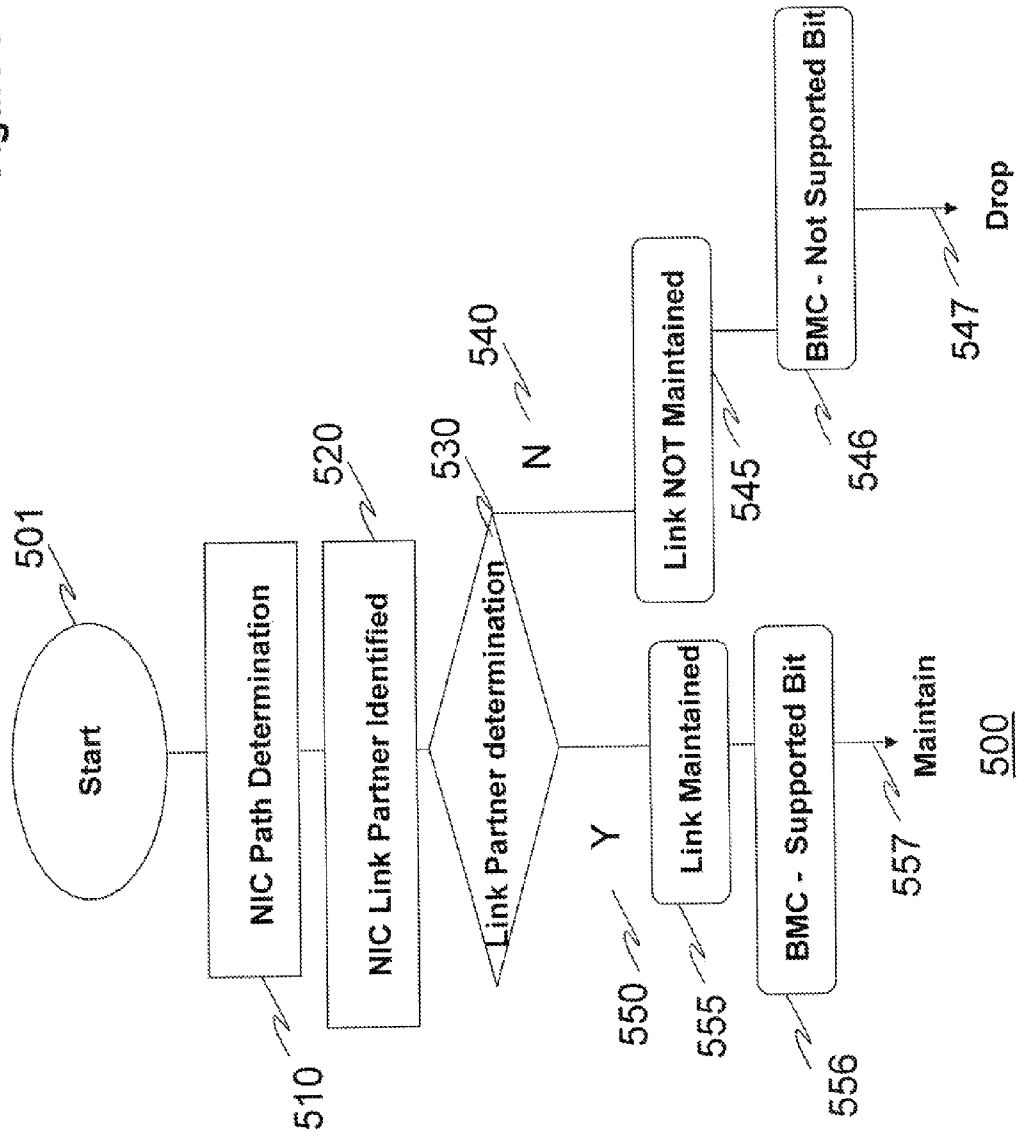 Start
501
NIC Path Determination
510
NIC Link Partner Identified
520
Link Partner determination
530
N
540
Y
550
Link NOT Maintained
545
BMC - Not Supported Bit
546
547
Drop
Link Maintained
555
BMC - Supported Bit
556
557
Maintain
500